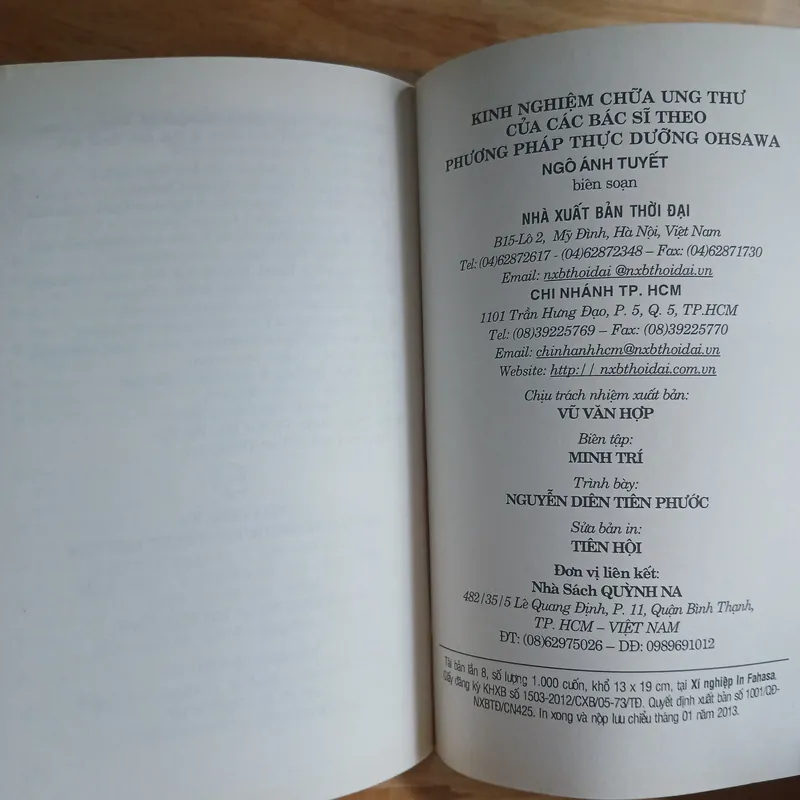 KINH NGHIỆM CHỮA UNG THƯ
CỦA CÁC BÁC SĨ THEO
PHƯƠNG PHÁP THỰC DƯỠNG OHSAWA
NGÔ ÁNH TUYẾT
biên soạn
NHÀ XUẤT BẢN THỜI ĐẠI
B15-Lô 2, Mỹ Đình, Hà Nội, Việt Nam
Tel: (04)62872617 - (04)62872348 – Fax: (04)62871730
Email: nxbthoidai @nxbthoidai.vn
CHI NHÁNH TP. HCM
1101 Trần Hưng Đạo, P. 5, Q. 5, TP.HCM
Tel: (08)39225769 – Fax: (08)39225770
Email: chinhanhhcm@nxbthoidai.vn
Website: http:// nxbthoidai.com.vn
Chịu trách nhiệm xuất bản:
VŨ VĂN HỢP
Biên tập:
MINH TRÍ
Trình bày:
NGUYỄN DIÊN TIÊN PHƯỚC
Sửa bản in:
TIÊN HỘI
Đơn vị liên kết:
Nhà Sách QUỲNH NA
482/35/5 Lê Quang Định, P. 11, Quận Bình Thạnh,
TP. HCM – VIỆT NAM
ĐT: (08)62975026 – DĐ: 0989691012
Tái bản lần 8, số lượng 1.000 cuốn, khổ 13 x 19 cm, tại Xí nghiệp In Fahasa.
Giấy đăng ký KHXB số 1503-2012/CXB/05-73/TĐ. Quyết định xuất bản số 1001/QĐ-
NXBTĐ/CN425. In xong và nộp lưu chiểu tháng 01 năm 2013.